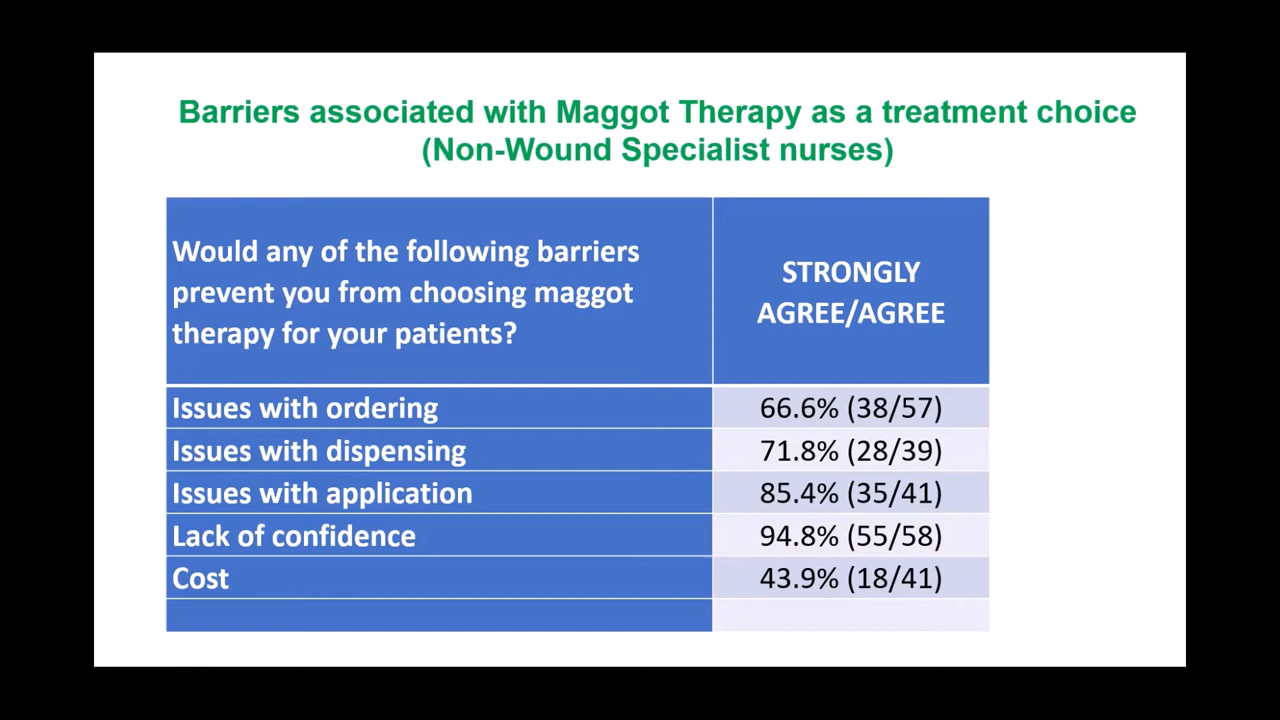 Barriers associated with Maggot Therapy as a treatment choice
(Non-Wound Specialist nurses)
Would any of the following barriers
prevent you from choosing maggot
therapy for your patients?
STRONGLY
AGREE/AGREE
Issues with ordering 66.6% (38/57)
Issues with dispensing 71.8% (28/39)
Issues with application 85.4% (35/41)
Lack of confidence 94.8% (55/58)
Cost 43.9% (18/41)